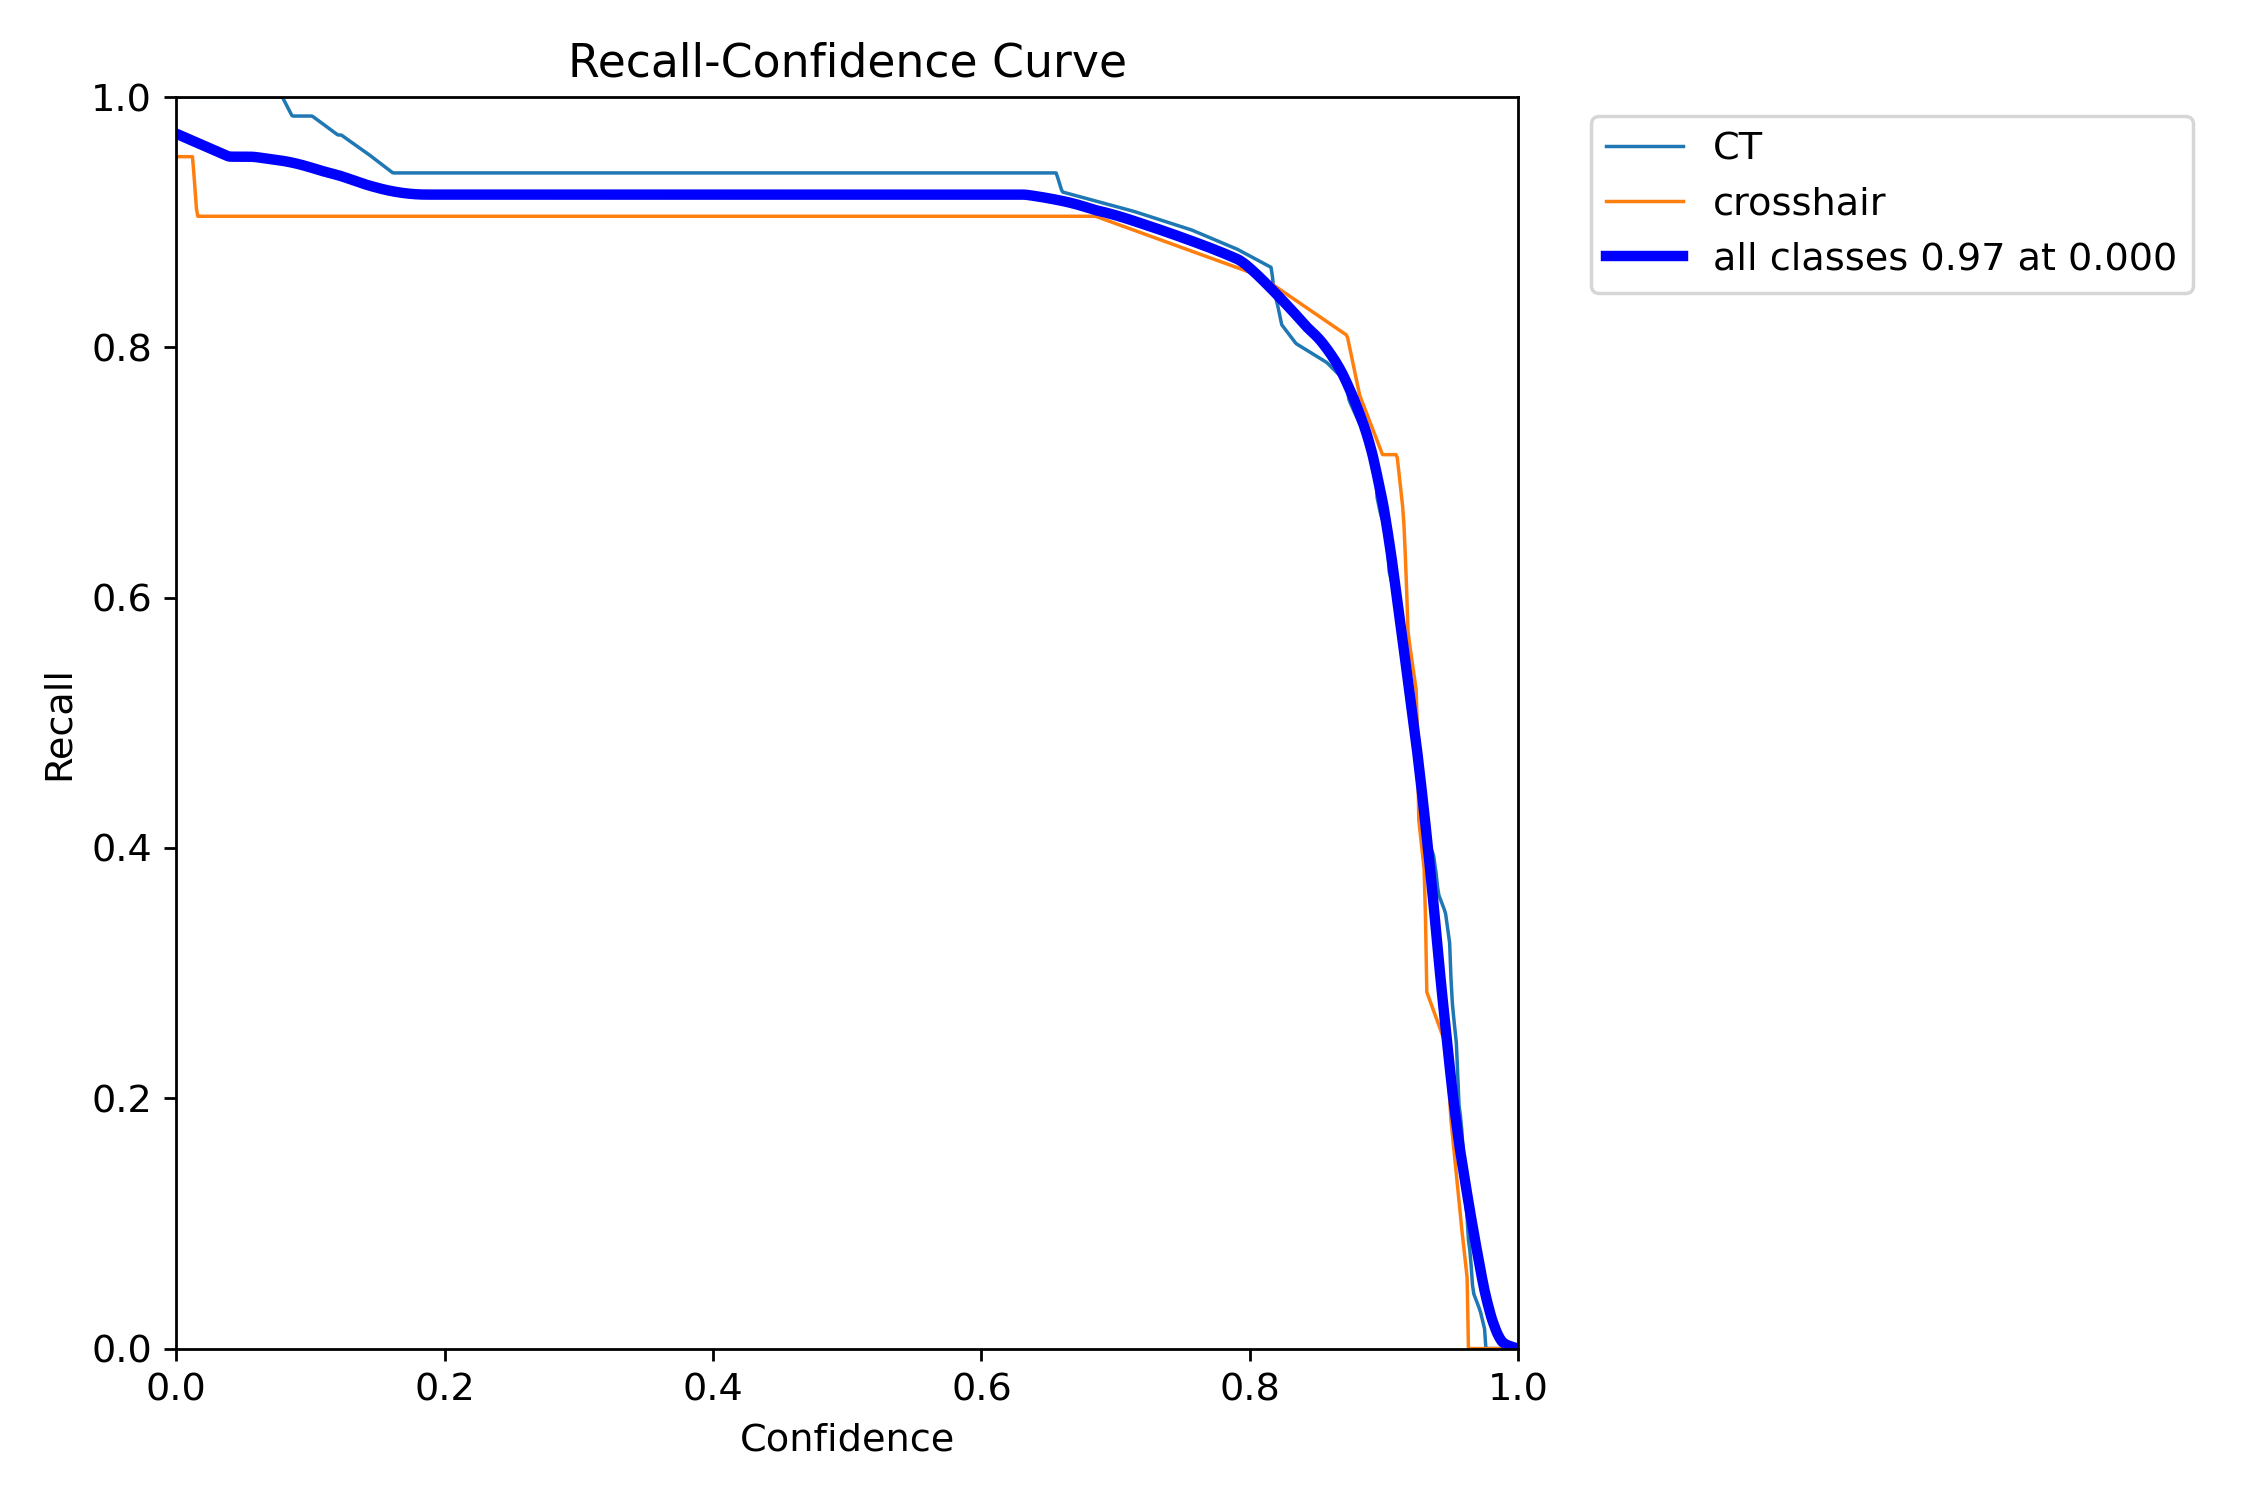 Recall-Confidence Curve
1.0
0.8
0.6
0.4
0.2
0.0
Recall
0.0 0.2 0.4 0.6 0.8 1.0
Confidence
CT
crosshair
all classes 0.97 at 0.000